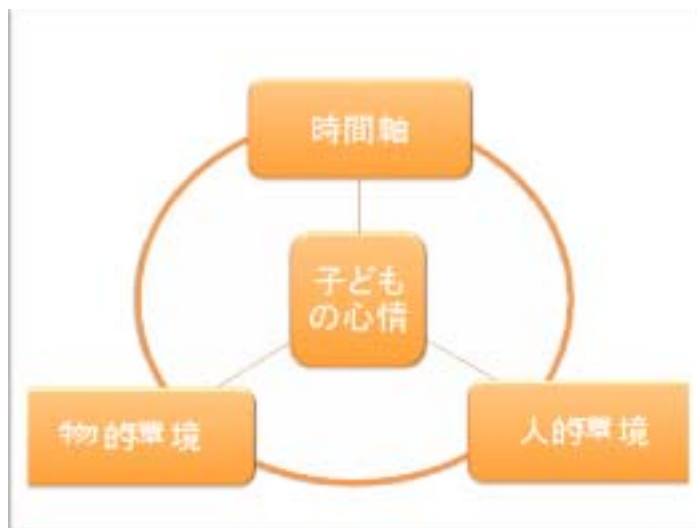 時間軸
子ども
の心情
物的環境
人的環境